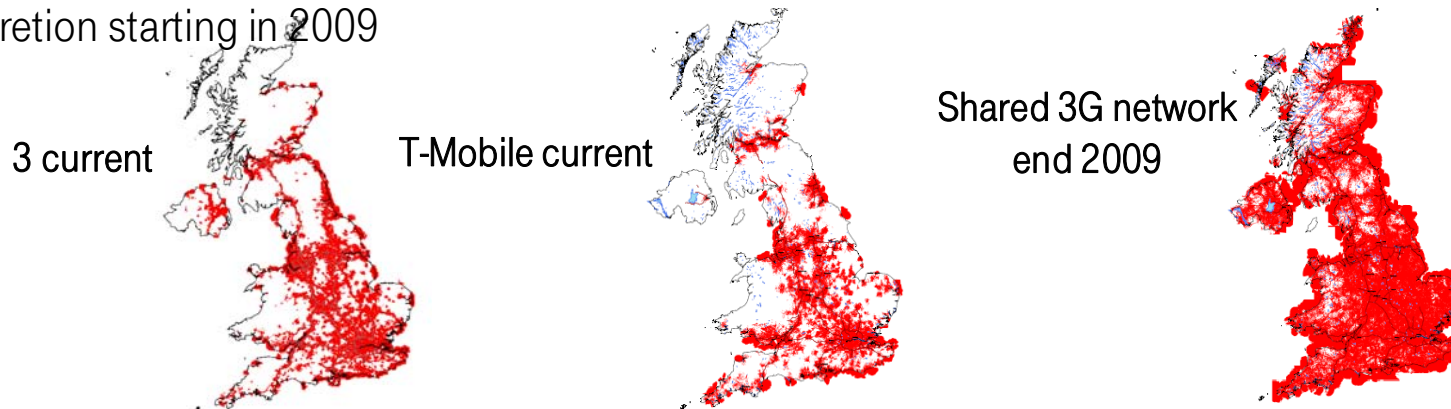 retion starting in 2009
3 current
T-Mobile current
Shared 3G network
end 2009